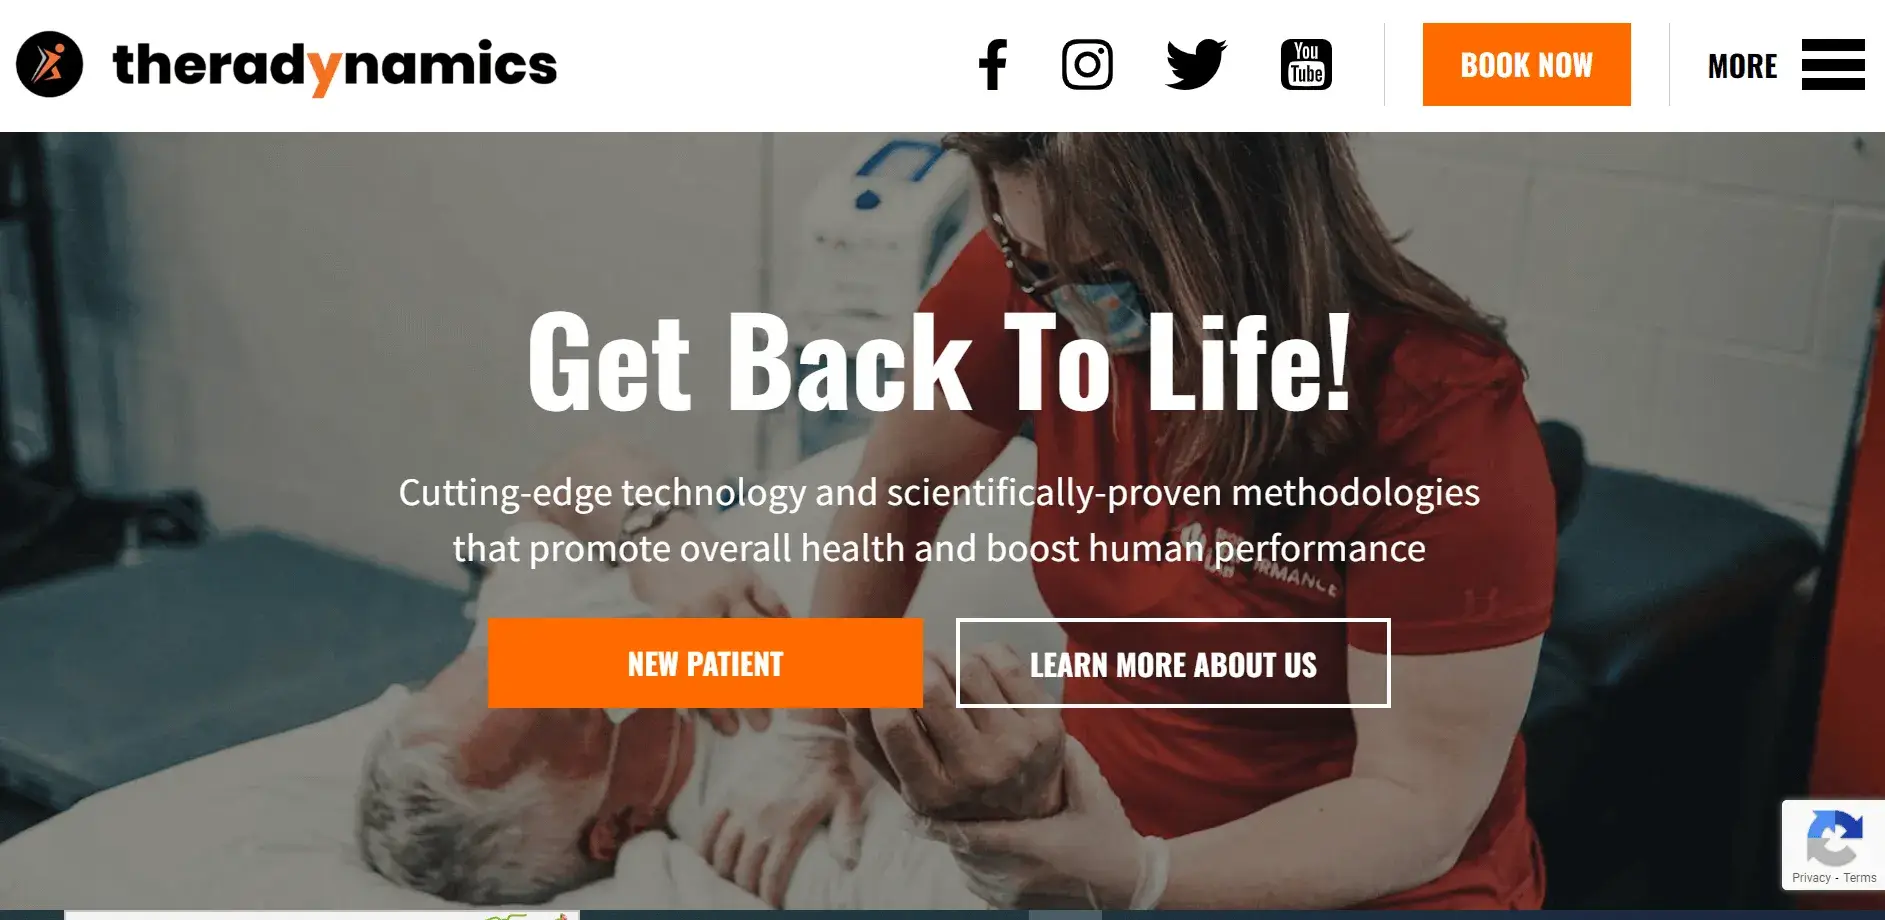 theradynamics
You
Tube
BOOK NOW
MORE
Get Back To Life!
Cutting-edge technology and scientifically-proven methodologies
that promote overall health and boost human performance
NEW PATIENT
LEARN MORE ABOUT US
Privacy - Terms